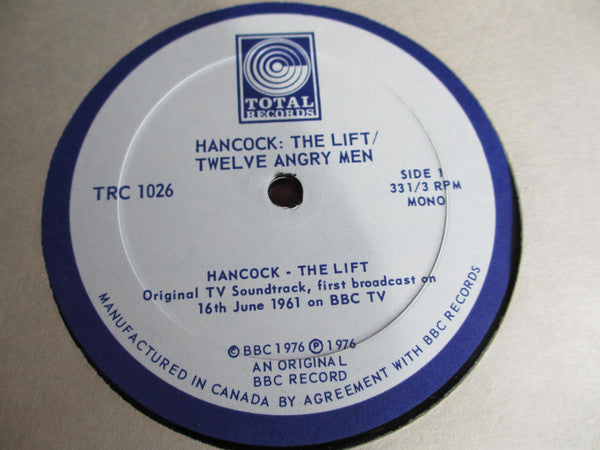 TOTAL
RECORDS
HANCOCK: THE LIFT/
TWELVE ANGRY MEN
TRC 1026
SIDE 1
33 1/3 RPM
MONO
HANCOCK - THE LIFT
Original TV Soundtrack, first broadcast on
16th June 1961 on BBC TV
© BBC 1976 ℗ 1976
AN ORIGINAL
BBC RECORD
MANUFACTURED IN CANADA BY AGREEMENT WITH BBC RECORDS